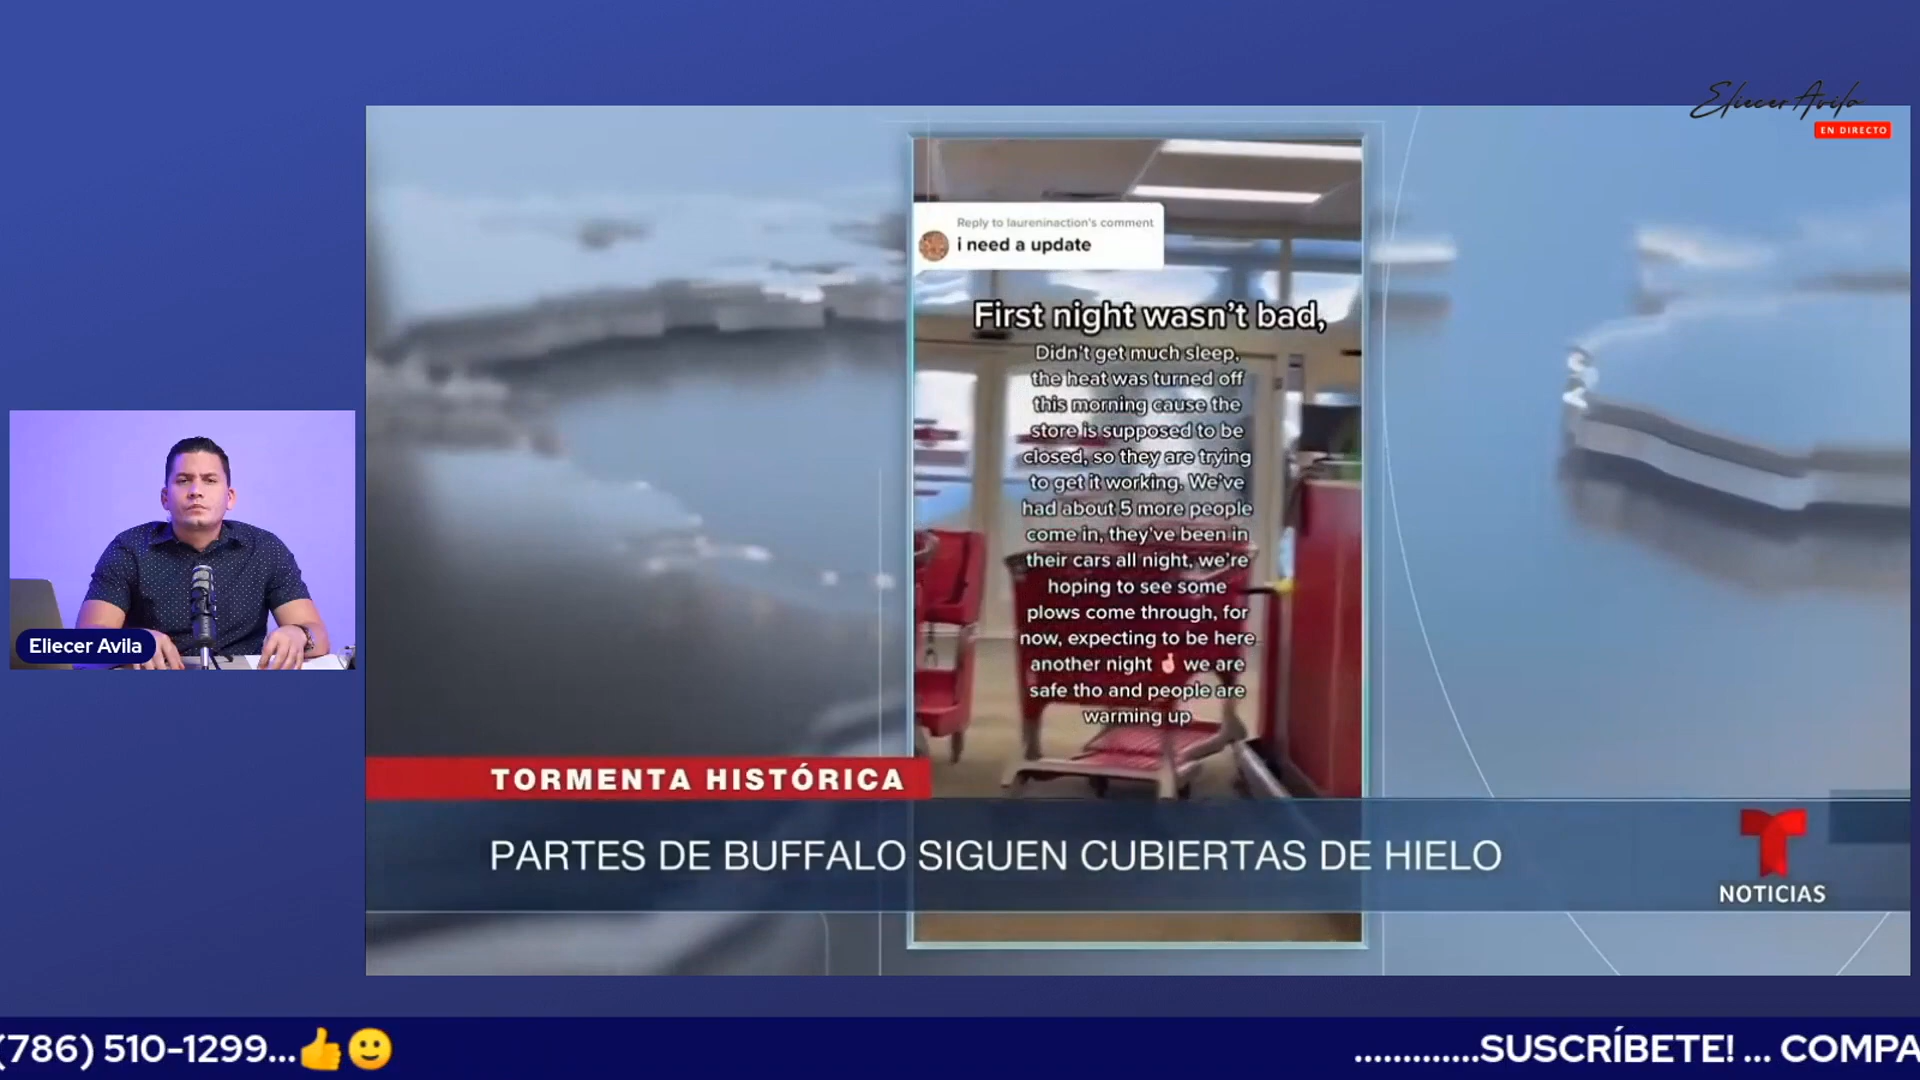 Eliecer Avila
EN DIRECTO
Reply to laureninaction's comment
i need a update
First night wasn't bad,
Didn't get much sleep,
the heat was turned off
this morning cause the
store is supposed to be
closed, so they are trying
to get it working. We've
had about 5 more people
come in, they've been in
their cars all night, we're
hoping to see some
plows come through, for
now, expecting to be here
another night 🤞🏻 we are
safe tho and people are
warming up
Eliecer Avila
TORMENTA HISTÓRICA
PARTES DE BUFFALO SIGUEN CUBIERTAS DE HIELO
NOTICIAS
(786) 510-1299...👍🙂 .............SUSCRÍBETE! ... COMPA